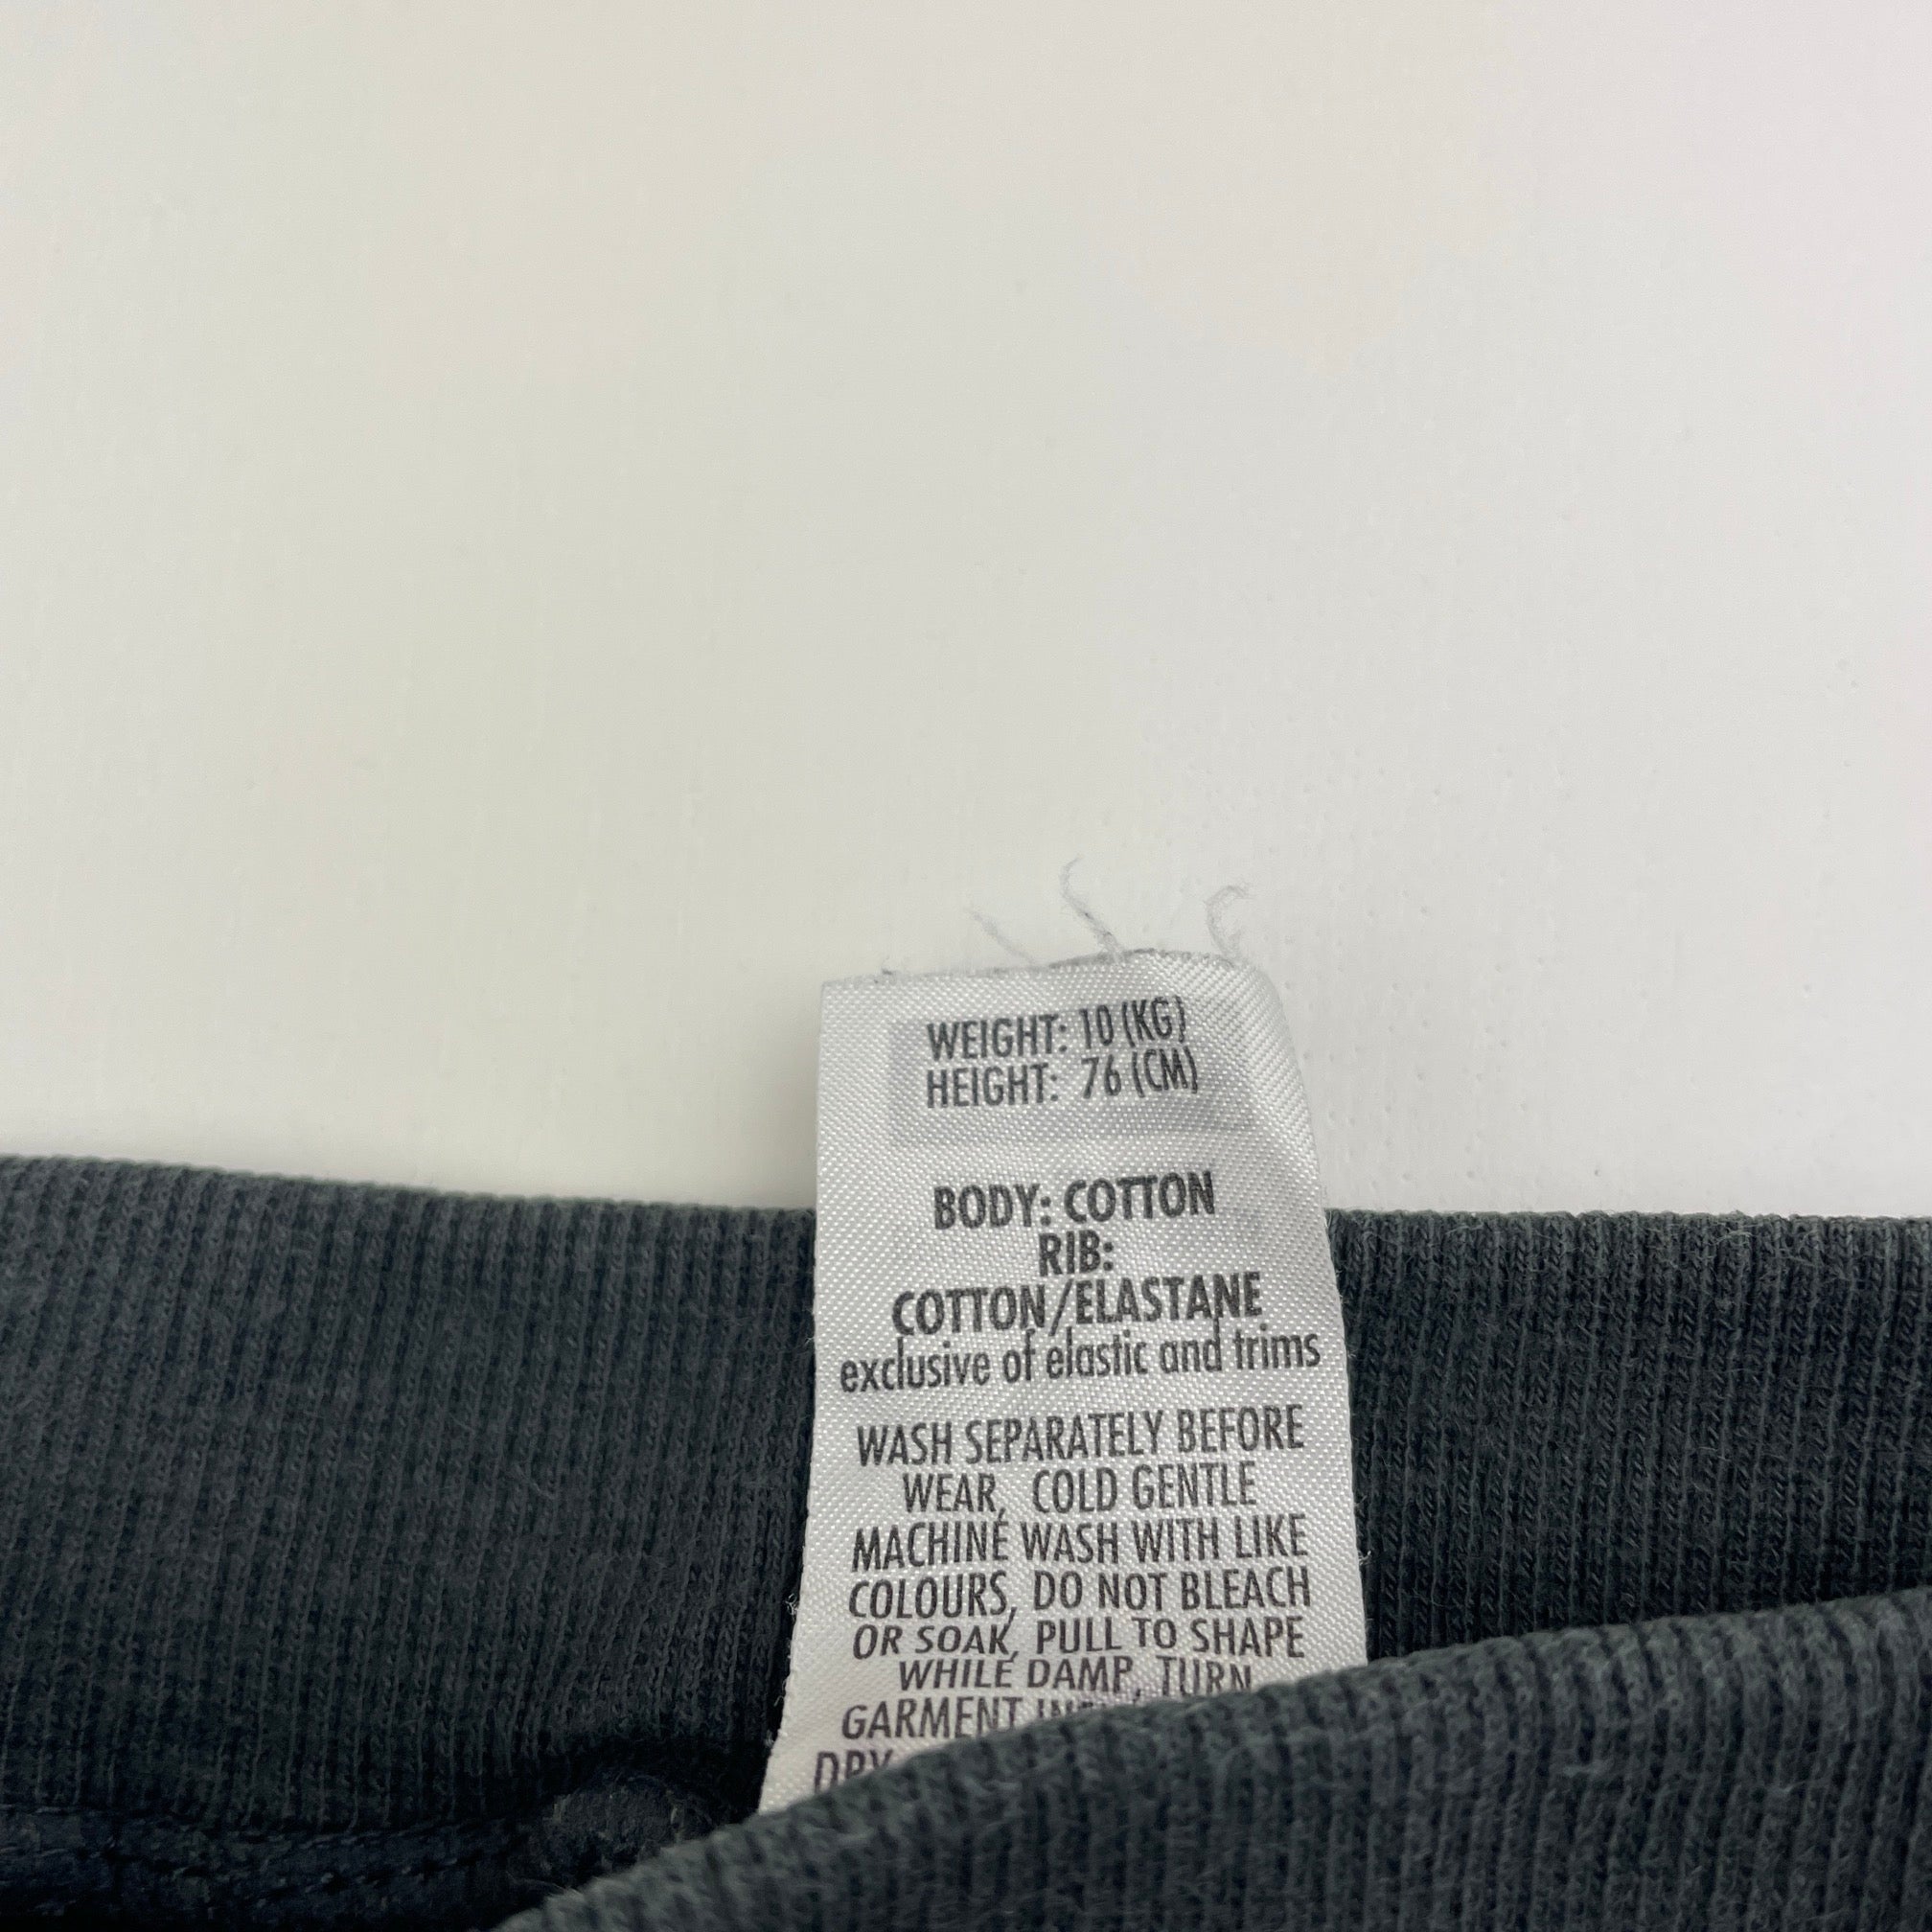 WEIGHT: 10 (KG)
HEIGHT: 76 (CM)
BODY: COTTON
RIB:
COTTON/ELASTANE
exclusive of elastic and trims
WASH SEPARATELY BEFORE
WEAR, COLD GENTLE
MACHINE WASH WITH LIKE
COLOURS, DO NOT BLEACH
OR SOAK, PULL TO SHAPE
WHILE DAMP, TURN
GARMENT
DRY